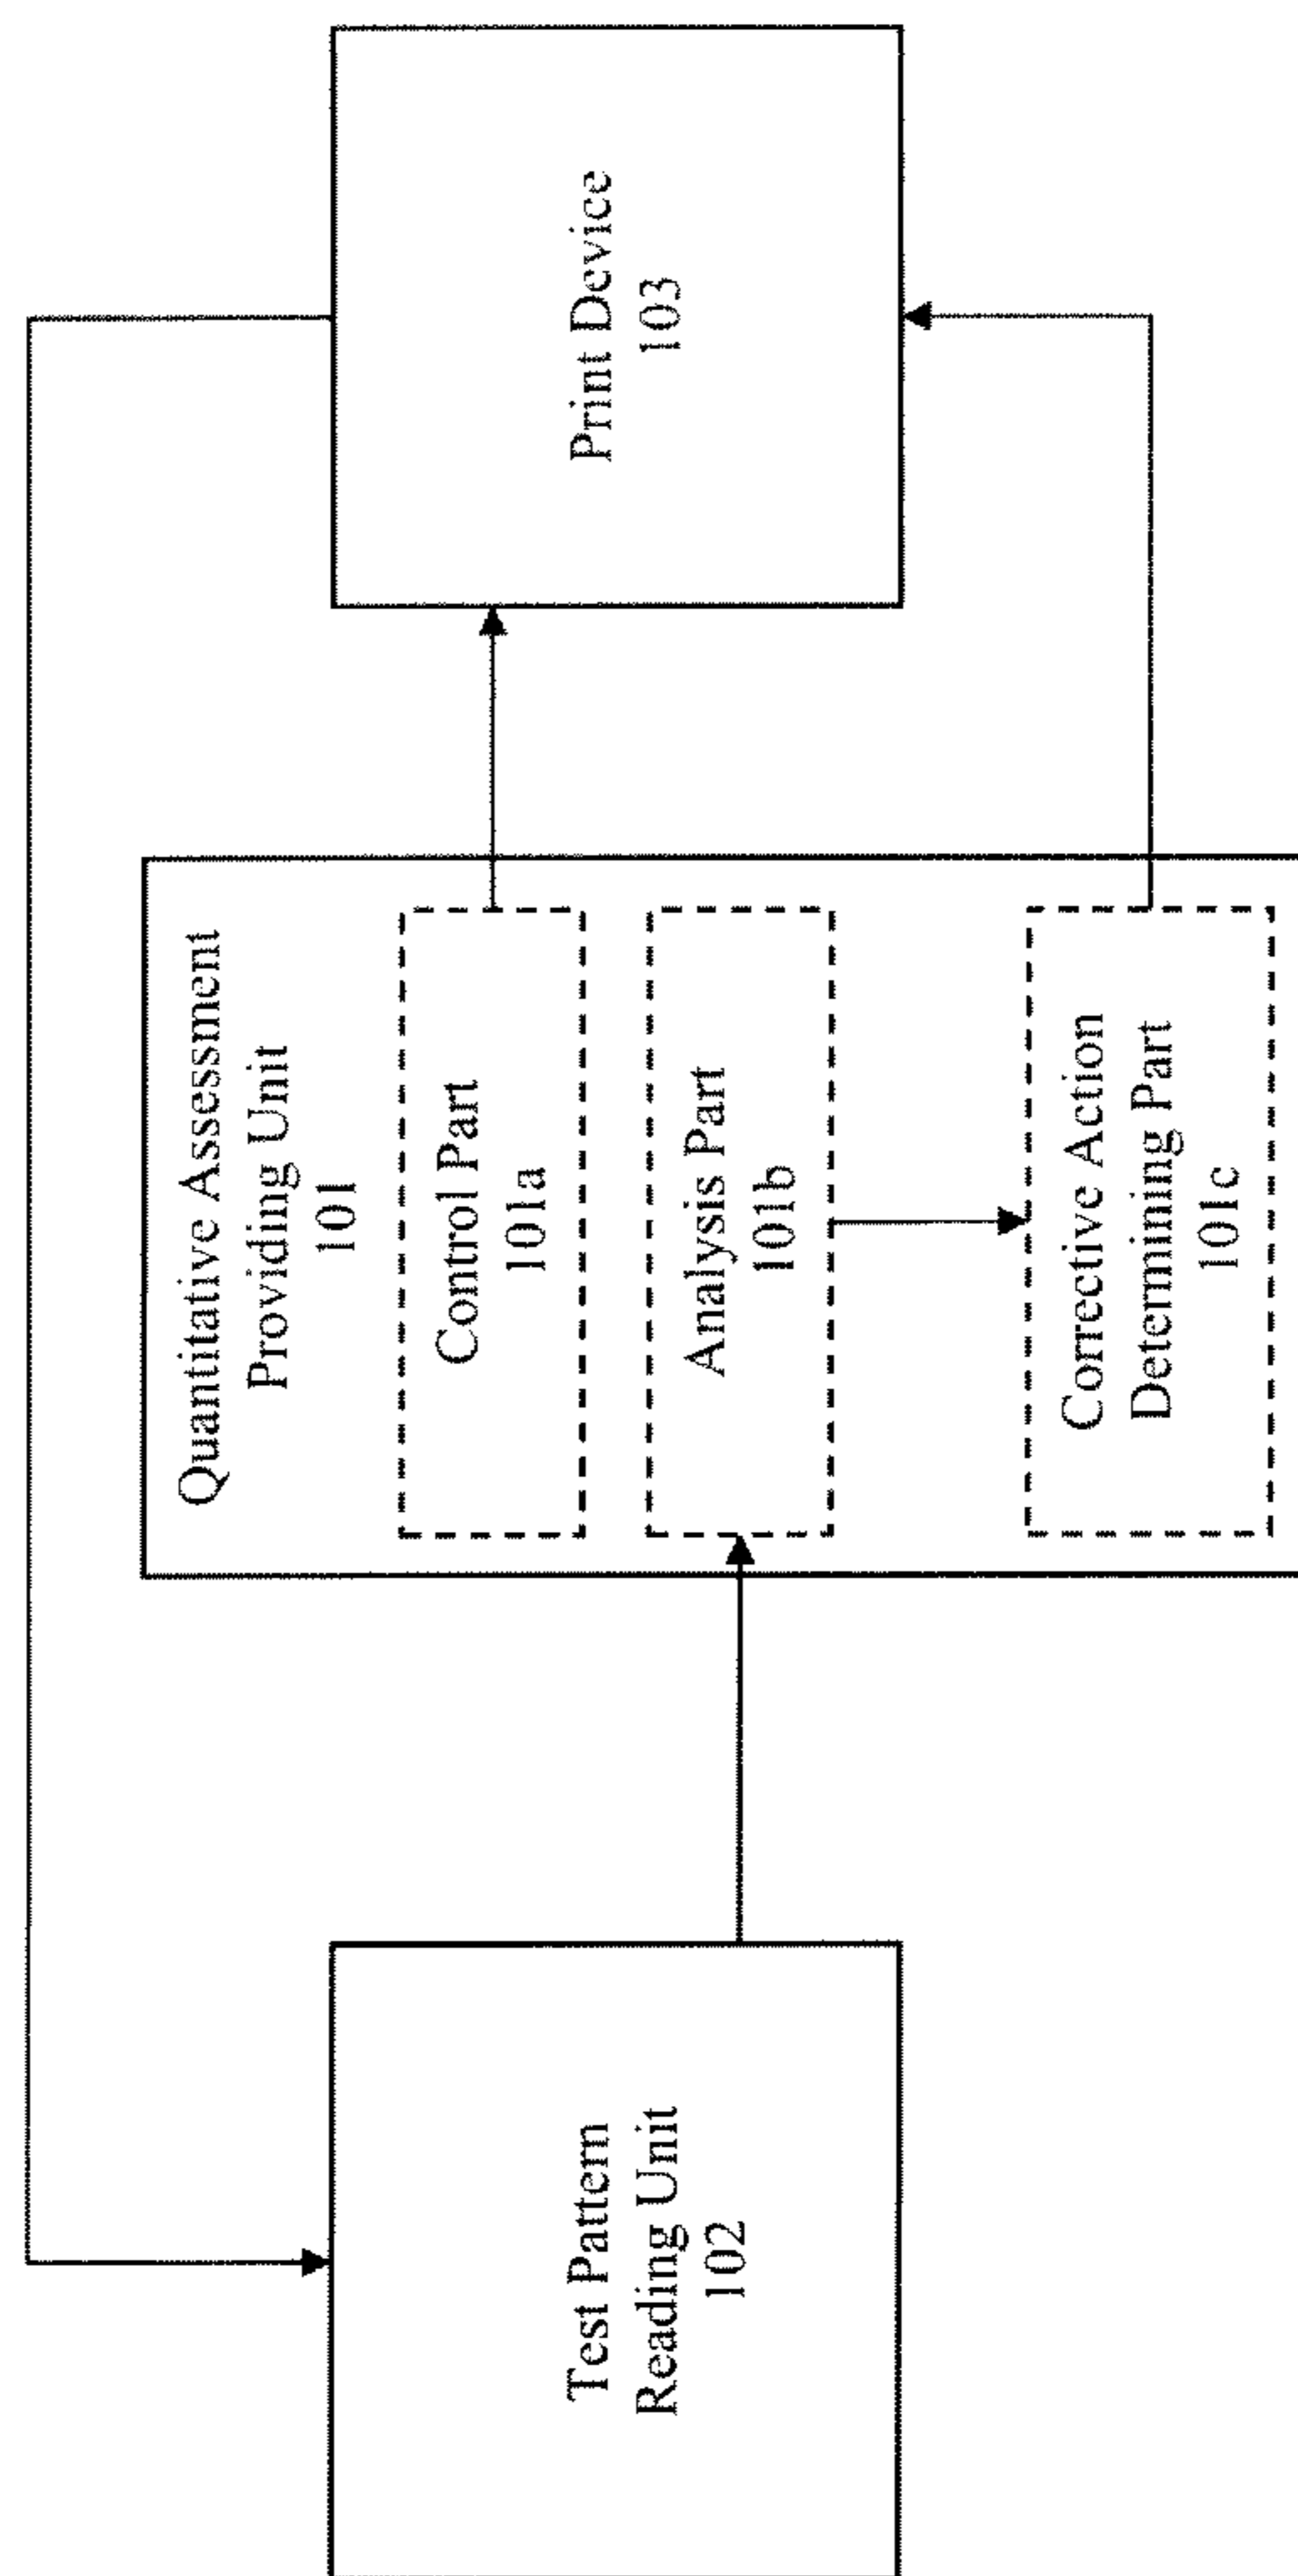 Test Pattern
Reading Unit
102
Quantitative Assessment
Providing Unit
101
Control Part
101a
Analysis Part
101b
Corrective Action
Determining Part
101c
Print Device
103